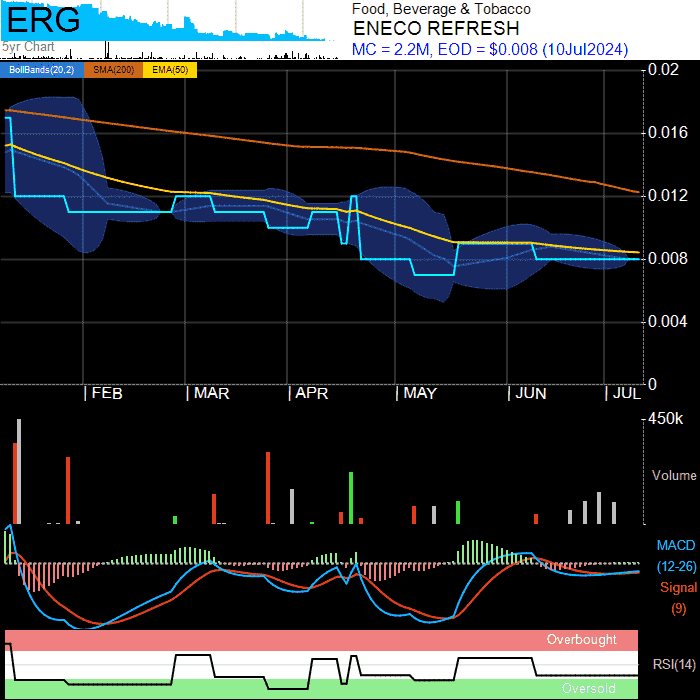 ERG
5yr Chart
Food, Beverage & Tobacco
ENECO REFRESH
MC = 2.2M, EOD = $0.008 (10Jul2024)
BollBands(20,2) SMA(200) EMA(50)
0.02
0.016
0.012
0.008
0.004
0
FEB MAR APR MAY JUN JUL
450k
Volume
MACD
(12-26)
Signal
(9)
Overbought
RSI(14)
Oversold